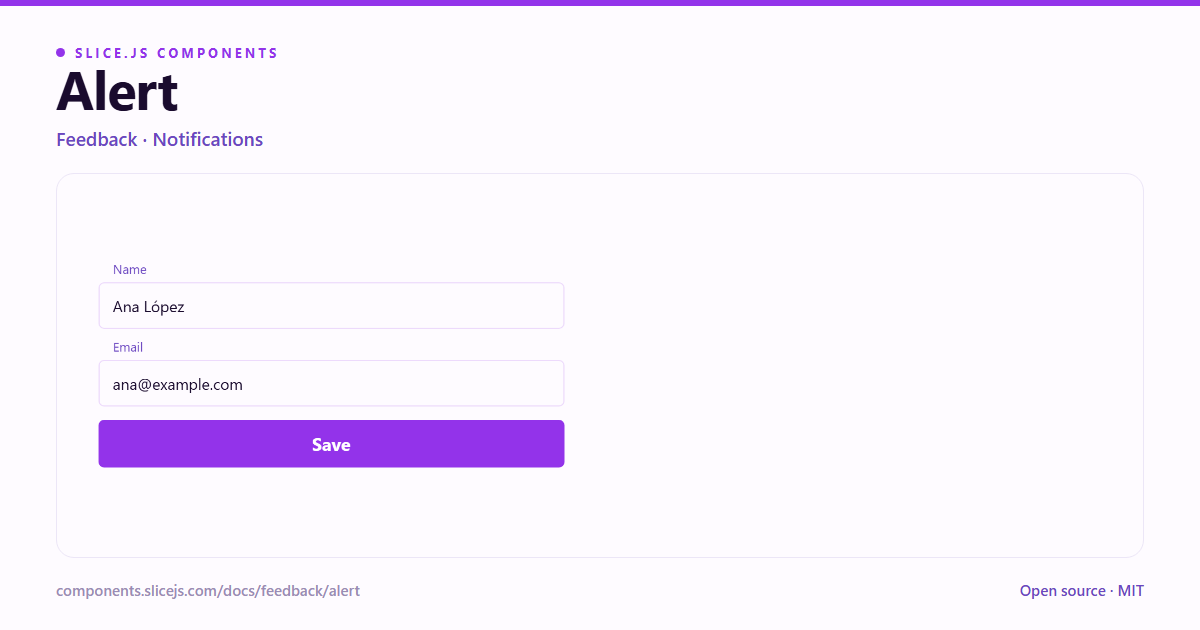 SLICE.JS COMPONENTS
Alert
Feedback · Notifications
Name
Ana López
Email
ana@example.com
Save
components.slicejs.com/docs/feedback/alert
Open source · MIT